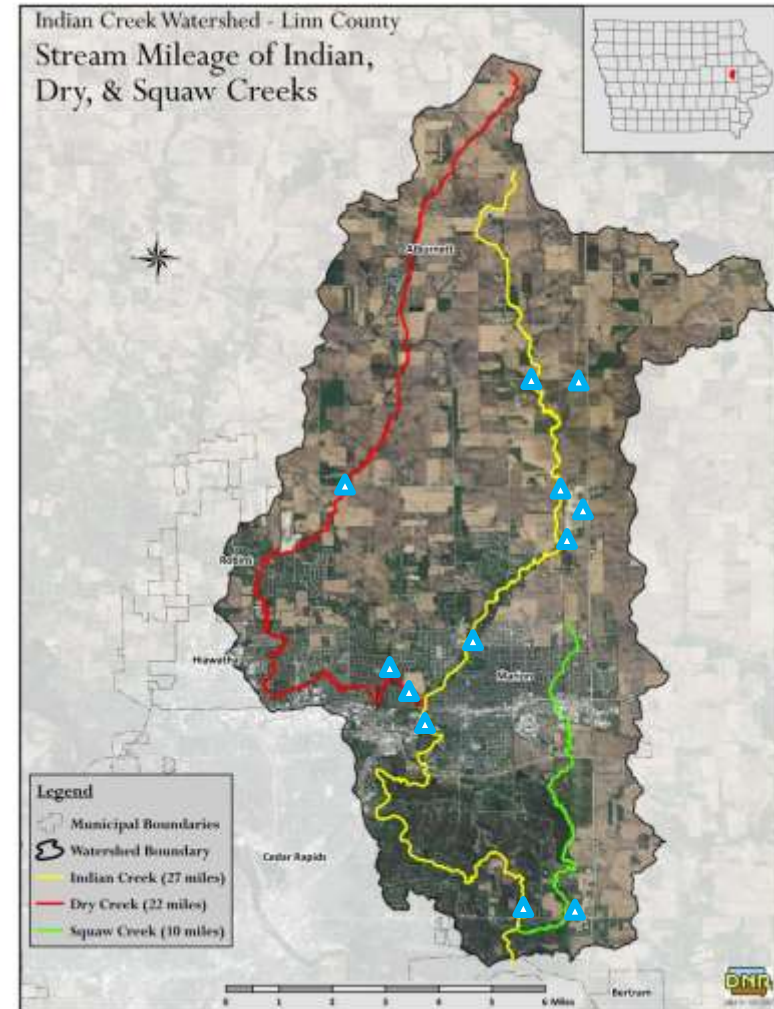 Indian Creek Watershed - Linn County
Stream Mileage of Indian,
Dry, & Squaw Creeks
Alburnett
Robins
Hiawatha
Marion
Legend
Municipal Boundaries
Watershed Boundary
Indian Creek (27 miles)
Dry Creek (22 miles)
Squaw Creek (10 miles)
Cedar Rapids
0 1 2 3 4 5 6 Miles
Bertram
DNR